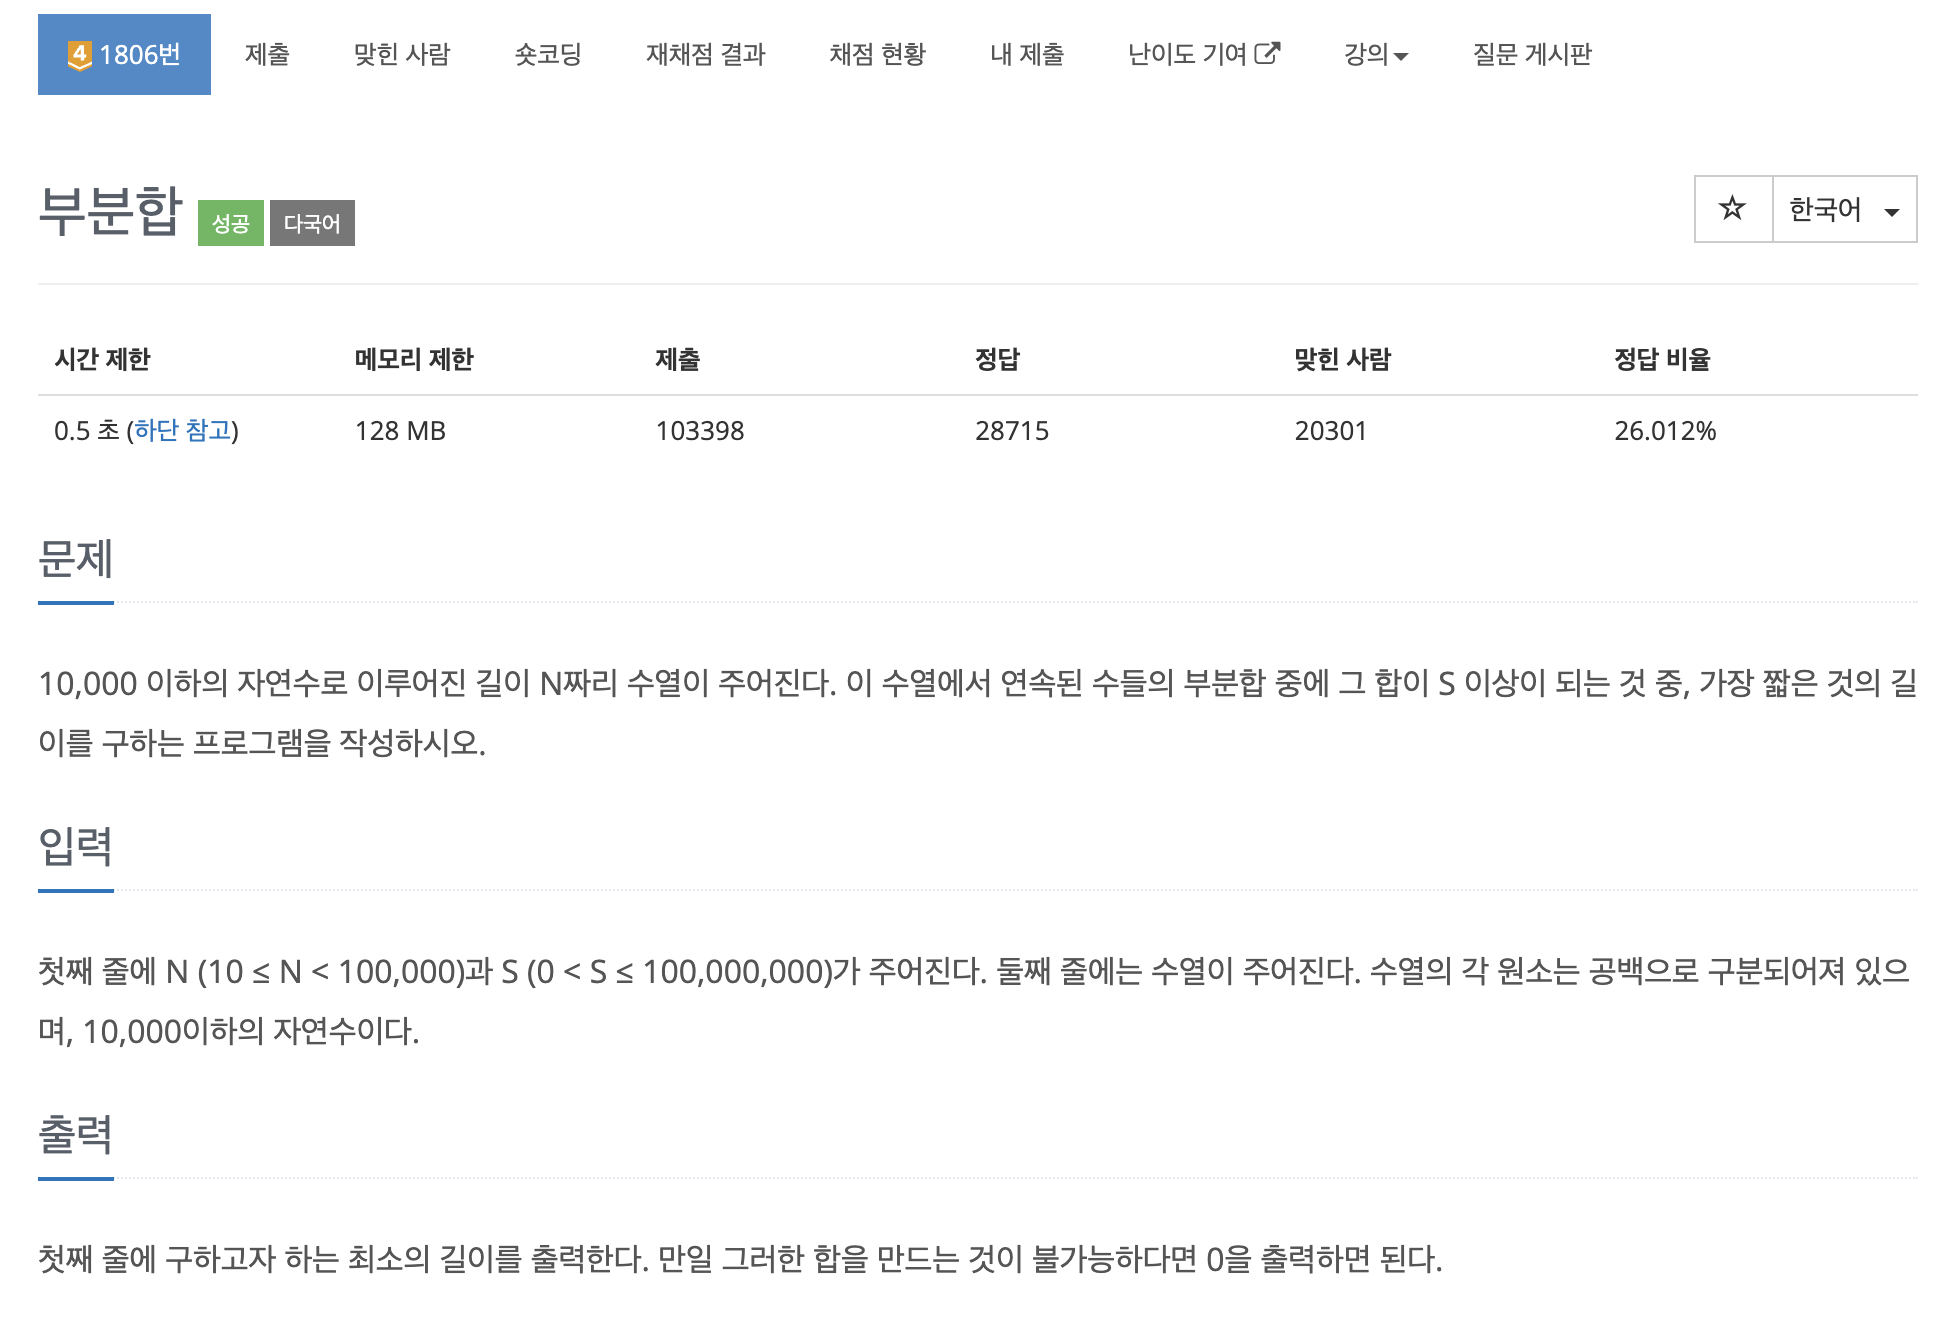 4 1806번 제출 맞힌 사람 숏코딩 재채점 결과 채점 현황 내 제출 난이도 기여 강의 질문 게시판
부분합 성공 다국어 한국어
시간 제한 메모리 제한 제출 정답 맞힌 사람 정답 비율
0.5 초 (하단 참고) 128 MB 103398 28715 20301 26.012%
문제
10,000 이하의 자연수로 이루어진 길이 N짜리 수열이 주어진다. 이 수열에서 연속된 수들의 부분합 중에 그 합이 S 이상이 되는 것 중, 가장 짧은 것의 길
이를 구하는 프로그램을 작성하시오.
입력
첫째 줄에 N (10 ≤ N < 100,000)과 S (0 < S ≤ 100,000,000)가 주어진다. 둘째 줄에는 수열이 주어진다. 수열의 각 원소는 공백으로 구분되어져 있으
며, 10,000이하의 자연수이다.
출력
첫째 줄에 구하고자 하는 최소의 길이를 출력한다. 만일 그러한 합을 만드는 것이 불가능하다면 0을 출력하면 된다.